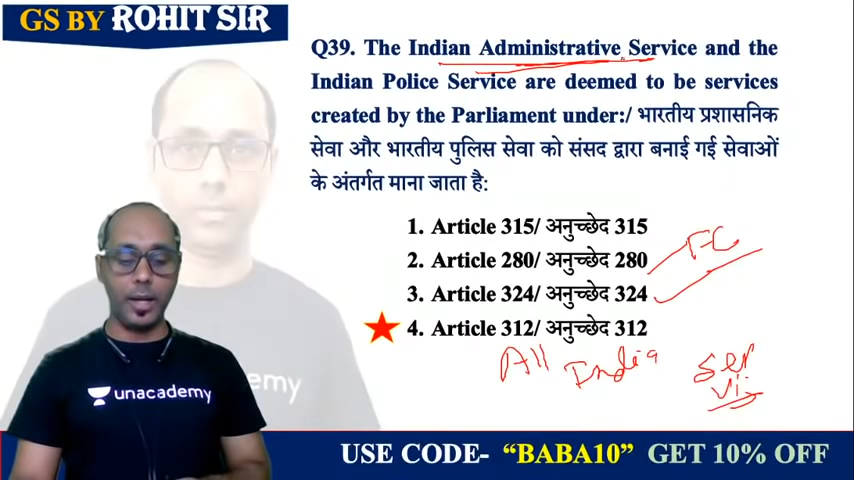 GS BY ROHIT SIR
Q39. The Indian Administrative Service and the
Indian Police Service are deemed to be services
created by the Parliament under:/ भारतीय प्रशासनिक
सेवा और भारतीय पुलिस सेवा को संसद द्वारा बनाई गई सेवाओं
के अंतर्गत माना जाता है:
1. Article 315/ अनुच्छेद 315
2. Article 280/ अनुच्छेद 280
FC
3. Article 324/ अनुच्छेद 324
4. Article 312/ अनुच्छेद 312
All India Ser
unacademy
emy
USE CODE- “BABA10” GET 10% OFF